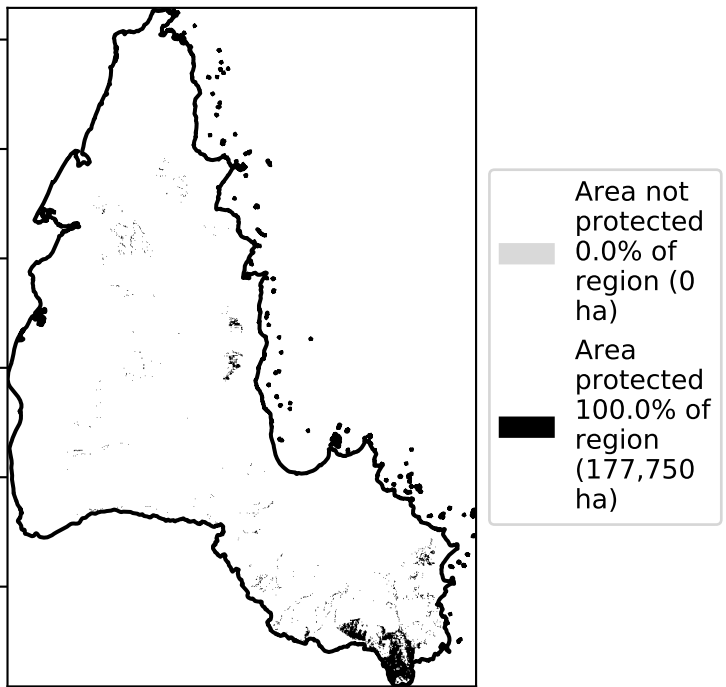 Area not
protected
0.0% of
region (0
ha)
Area
protected
100.0% of
region
(177,750
ha)